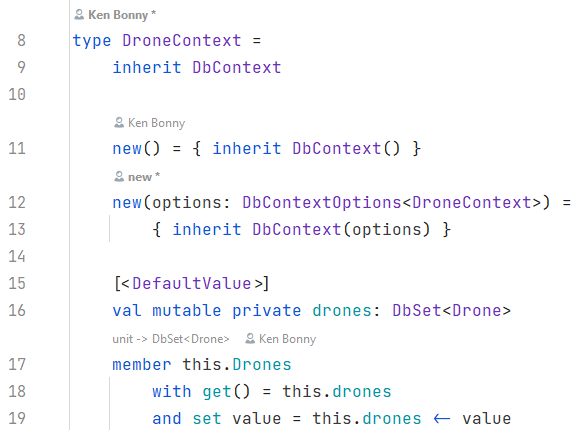 Ken Bonny *
8 type DroneContext =
9 inherit DbContext
10
Ken Bonny
11 new() = { inherit DbContext() }
new *
12 new(options: DbContextOptions<DroneContext>) =
13 { inherit DbContext(options) }
14
15 [<DefaultValue>]
16 val mutable private drones: DbSet<Drone>
unit -> DbSet<Drone> Ken Bonny
17 member this.Drones
18 with get() = this.drones
19 and set value = this.drones <- value